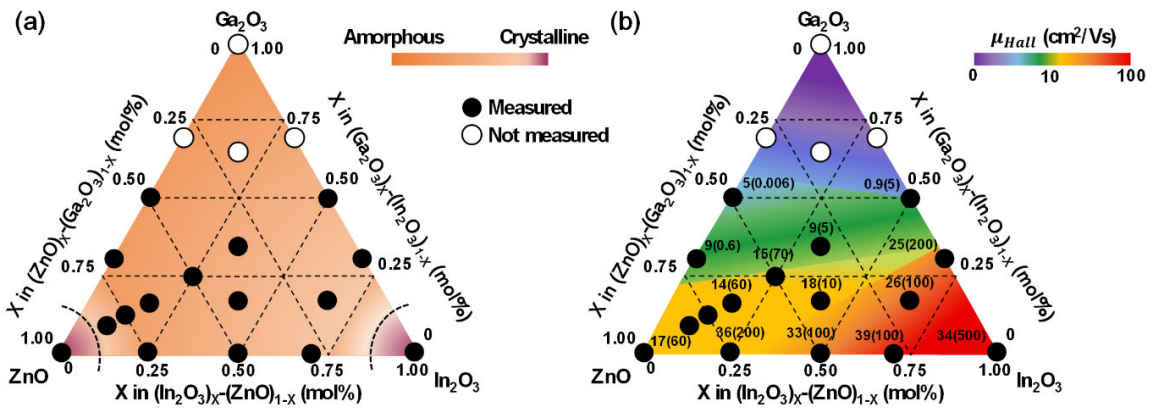 (a)
Ga₂O₃
0
1.00
Amorphous
Crystalline
Measured
Not measured
0.25
0.75
0.50
0.50
0.75
0.25
1.00
0
X in (ZnO)X-(Ga₂O₃)1-X (mol%)
X in (Ga₂O₃)X-(In₂O₃)1-X (mol%)
ZnO
0
0.25
0.50
0.75
1.00
In₂O₃
X in (In₂O₃)X-(ZnO)1-X (mol%)
(b)
Ga₂O₃
0
1.00
μHall (cm²/Vs)
0
10
100
0.25
0.75
0.50
0.50
0.75
0.25
1.00
0
X in (ZnO)X-(Ga₂O₃)1-X (mol%)
X in (Ga₂O₃)X-(In₂O₃)1-X (mol%)
5(0.006)
0.9(5)
9(0.6)
9(5)
25(200)
15(70)
14(60)
18(10)
26(100)
17(60)
36(200)
33(100)
39(100)
34(500)
ZnO
0
0.25
0.50
0.75
1.00
In₂O₃
X in (In₂O₃)X-(ZnO)1-X (mol%)